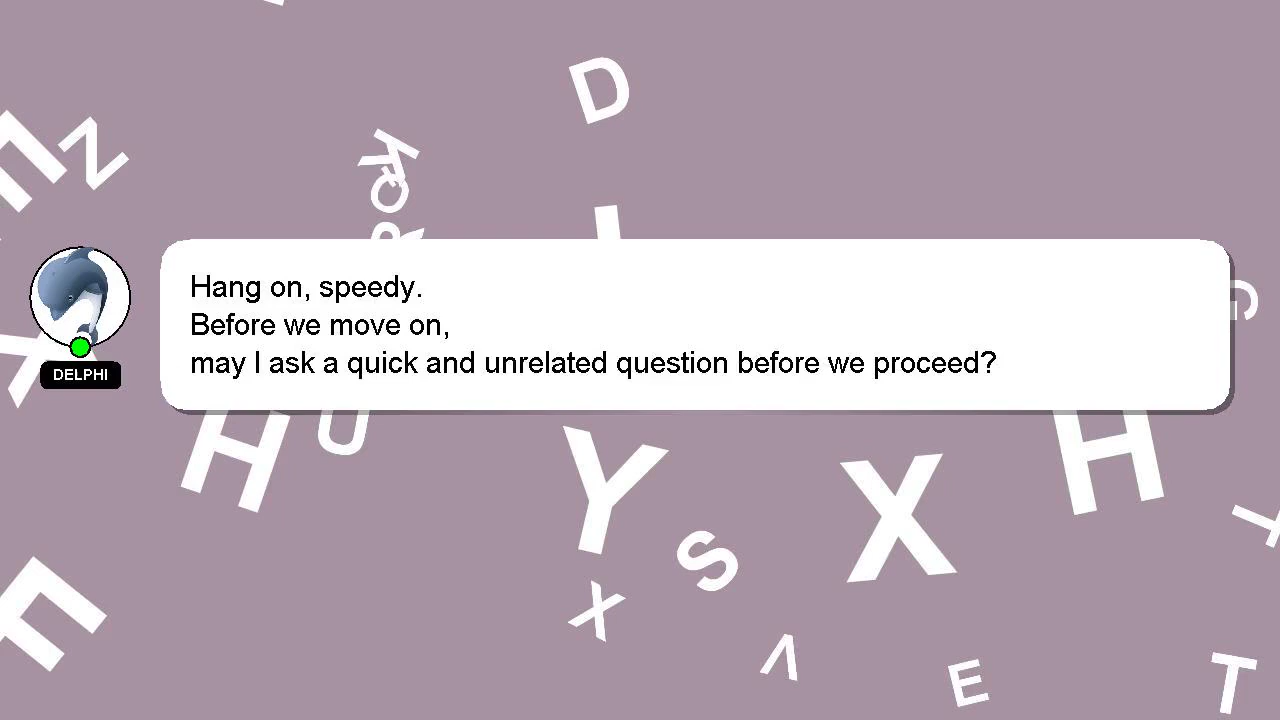 D
Z
K
R
G
Hang on, speedy.
Before we move on,
may I ask a quick and unrelated question before we proceed?
DELPHI
H
U
Y
X
H
S
T
X
V
E
T